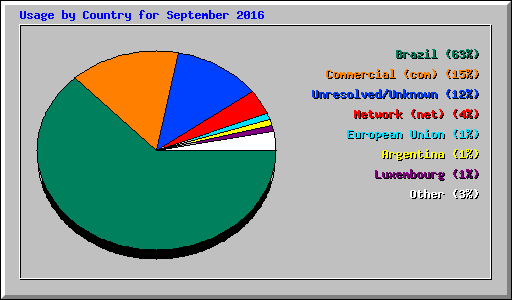 Usage by Country for September 2016
Brazil (63%)
Commercial (com) (15%)
Unresolved/Unknown (12%)
Network (net) (4%)
European Union (1%)
Argentina (1%)
Luxembourg (1%)
Other (3%)